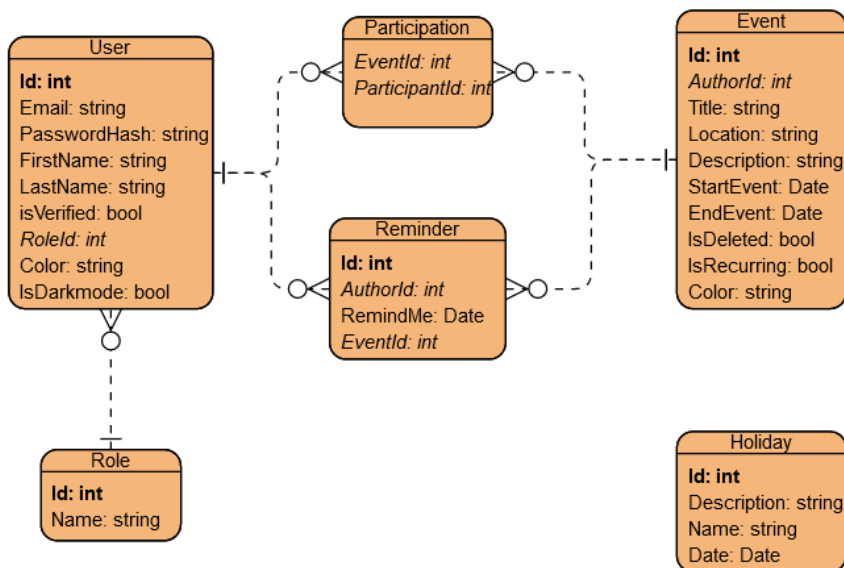 User
Id: int
Email: string
PasswordHash: string
FirstName: string
LastName: string
isVerified: bool
RoleId: int
Color: string
IsDarkmode: bool
Participation
EventId: int
ParticipantId: int
Reminder
Id: int
AuthorId: int
RemindMe: Date
EventId: int
Event
Id: int
AuthorId: int
Title: string
Location: string
Description: string
StartEvent: Date
EndEvent: Date
IsDeleted: bool
IsRecurring: bool
Color: string
Role
Id: int
Name: string
Holiday
Id: int
Description: string
Name: string
Date: Date